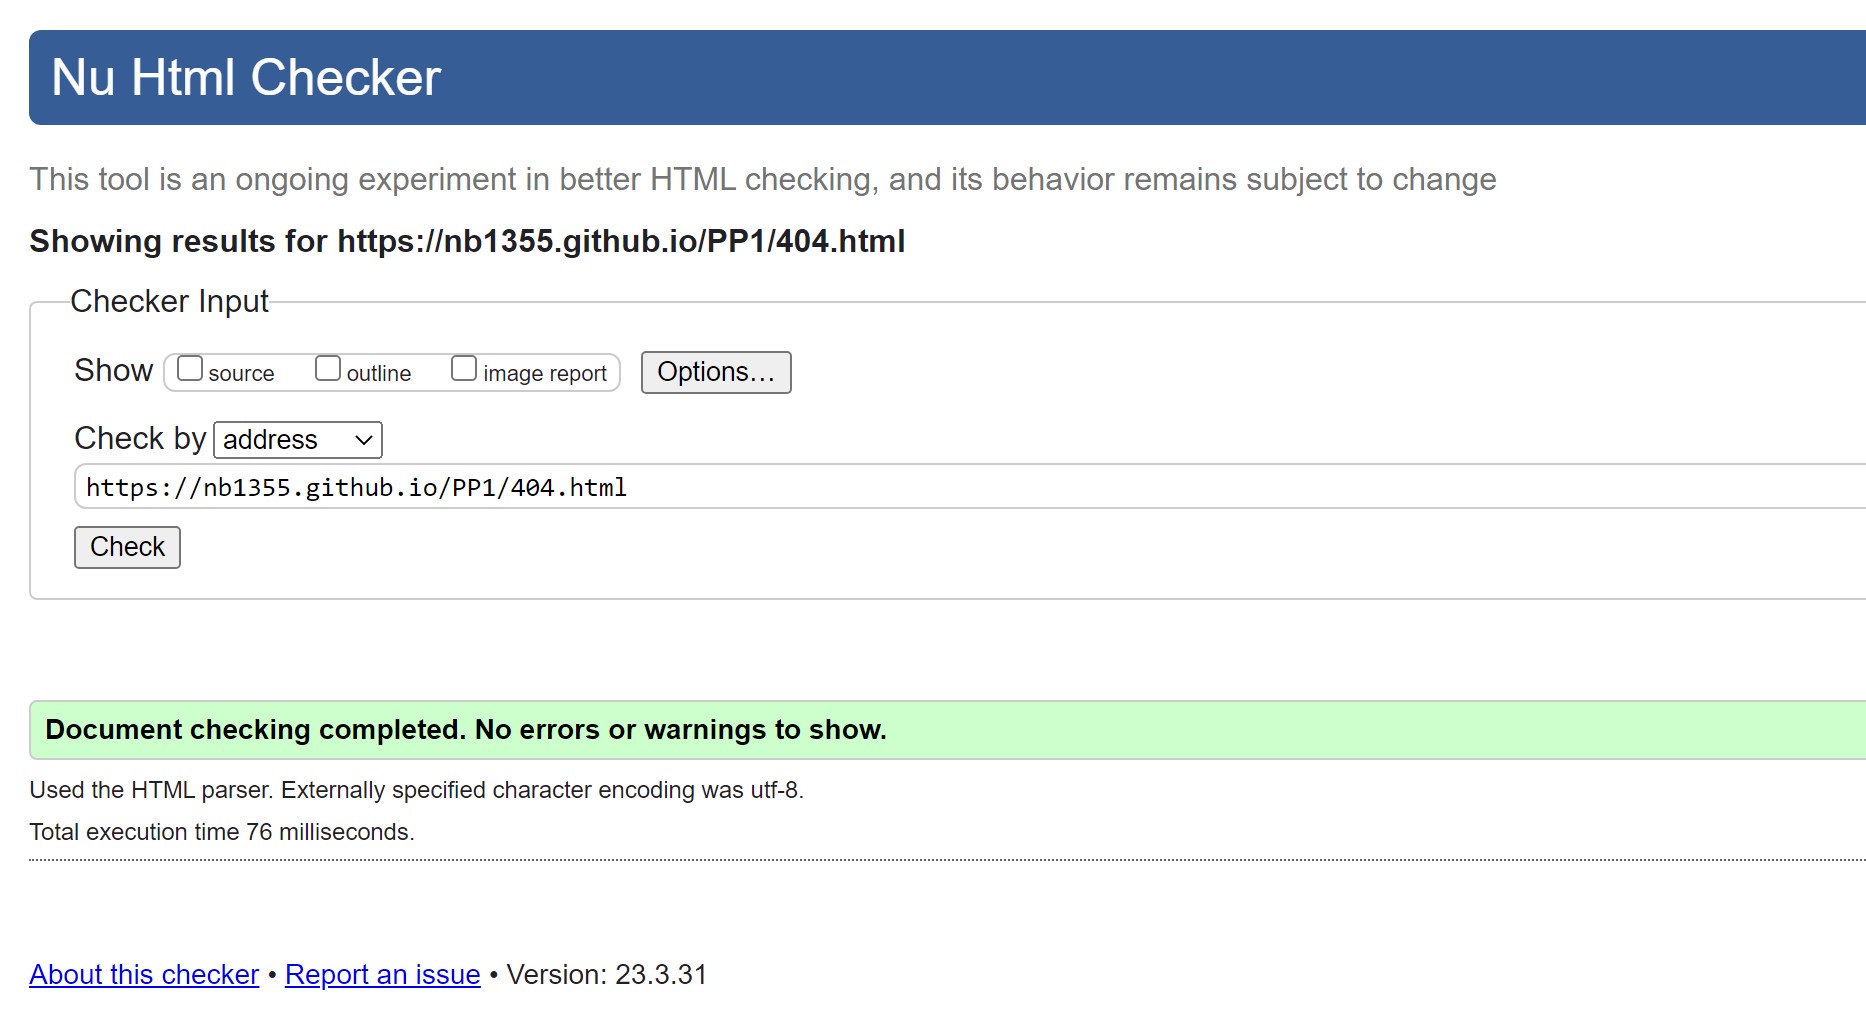 Nu Html Checker
This tool is an ongoing experiment in better HTML checking, and its behavior remains subject to change
Showing results for https://nb1355.github.io/PP1/404.html
Checker Input
Show source outline image report Options…
Check by address
https://nb1355.github.io/PP1/404.html
Check
Document checking completed. No errors or warnings to show.
Used the HTML parser. Externally specified character encoding was utf-8.
Total execution time 76 milliseconds.
About this checker • Report an issue • Version: 23.3.31